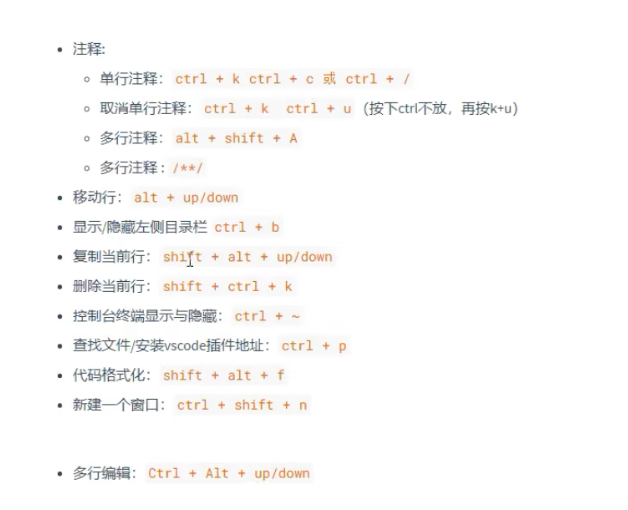 注释:
单行注释： ctrl + k ctrl + c 或 ctrl + /
取消单行注释： ctrl + k  ctrl + u （按下ctrl不放，再按k+u）
多行注释： alt + shift + A
多行注释 : /**/
移动行： alt + up/down
显示/隐藏左侧目录栏 ctrl + b
复制当前行： shift + alt + up/down
删除当前行： shift + ctrl + k
控制台终端显示与隐藏： ctrl + ~
查找文件/安装vscode插件地址： ctrl + p
代码格式化： shift + alt + f
新建一个窗口： ctrl + shift + n
多行编辑： Ctrl + Alt + up/down